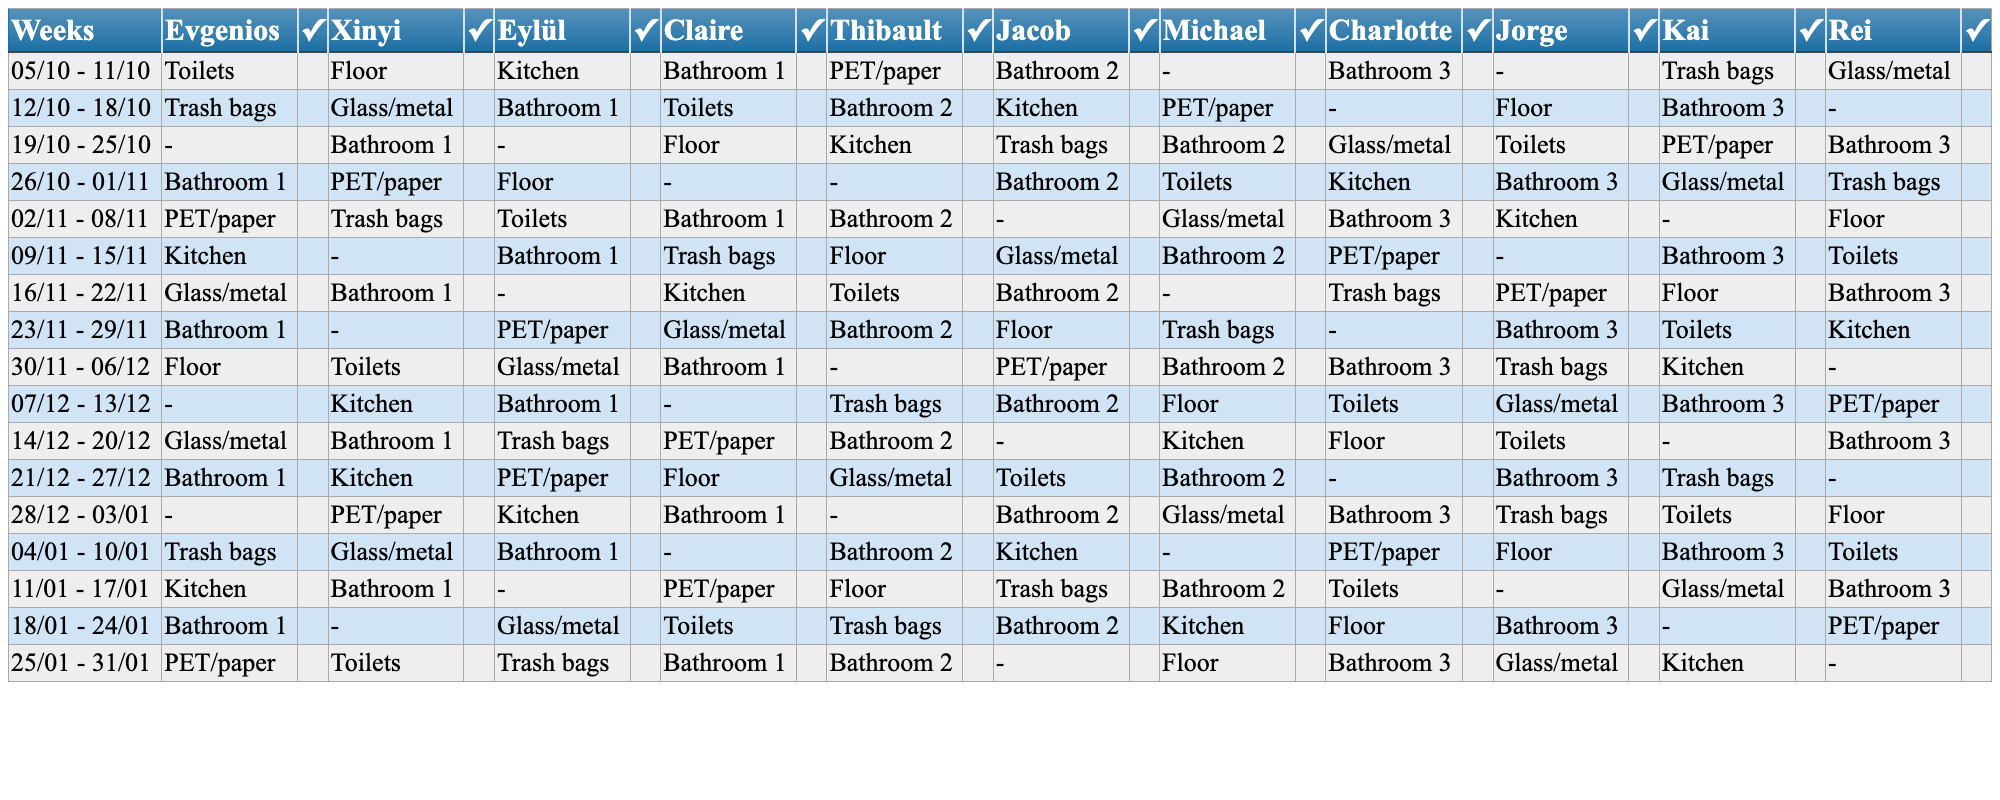 Weeks Evgenios ✓ Xinyi ✓ Eylül ✓ Claire ✓ Thibault ✓ Jacob ✓ Michael ✓ Charlotte ✓ Jorge ✓ Kai ✓ Rei ✓
05/10 - 11/10 Toilets Floor Kitchen Bathroom 1 PET/paper Bathroom 2 - Bathroom 3 - Trash bags Glass/metal
12/10 - 18/10 Trash bags Glass/metal Bathroom 1 Toilets Bathroom 2 Kitchen PET/paper - Floor Bathroom 3 -
19/10 - 25/10 - Bathroom 1 - Floor Kitchen Trash bags Bathroom 2 Glass/metal Toilets PET/paper Bathroom 3
26/10 - 01/11 Bathroom 1 PET/paper Floor - - Bathroom 2 Toilets Kitchen Bathroom 3 Glass/metal Trash bags
02/11 - 08/11 PET/paper Trash bags Toilets Bathroom 1 Bathroom 2 - Glass/metal Bathroom 3 Kitchen - Floor
09/11 - 15/11 Kitchen - Bathroom 1 Trash bags Floor Glass/metal Bathroom 2 PET/paper - Bathroom 3 Toilets
16/11 - 22/11 Glass/metal Bathroom 1 - Kitchen Toilets Bathroom 2 - Trash bags PET/paper Floor Bathroom 3
23/11 - 29/11 Bathroom 1 - PET/paper Glass/metal Bathroom 2 Floor Trash bags - Bathroom 3 Toilets Kitchen
30/11 - 06/12 Floor Toilets Glass/metal Bathroom 1 - PET/paper Bathroom 2 Bathroom 3 Trash bags Kitchen -
07/12 - 13/12 - Kitchen Bathroom 1 - Trash bags Bathroom 2 Floor Toilets Glass/metal Bathroom 3 PET/paper
14/12 - 20/12 Glass/metal Bathroom 1 Trash bags PET/paper Bathroom 2 - Kitchen Floor Toilets - Bathroom 3
21/12 - 27/12 Bathroom 1 Kitchen PET/paper Floor Glass/metal Toilets Bathroom 2 - Bathroom 3 Trash bags -
28/12 - 03/01 - PET/paper Kitchen Bathroom 1 - Bathroom 2 Glass/metal Bathroom 3 Trash bags Toilets Floor
04/01 - 10/01 Trash bags Glass/metal Bathroom 1 - Bathroom 2 Kitchen - PET/paper Floor Bathroom 3 Toilets
11/01 - 17/01 Kitchen Bathroom 1 - PET/paper Floor Trash bags Bathroom 2 Toilets - Glass/metal Bathroom 3
18/01 - 24/01 Bathroom 1 - Glass/metal Toilets Trash bags Bathroom 2 Kitchen Floor Bathroom 3 - PET/paper
25/01 - 31/01 PET/paper Toilets Trash bags Bathroom 1 Bathroom 2 - Floor Bathroom 3 Glass/metal Kitchen -